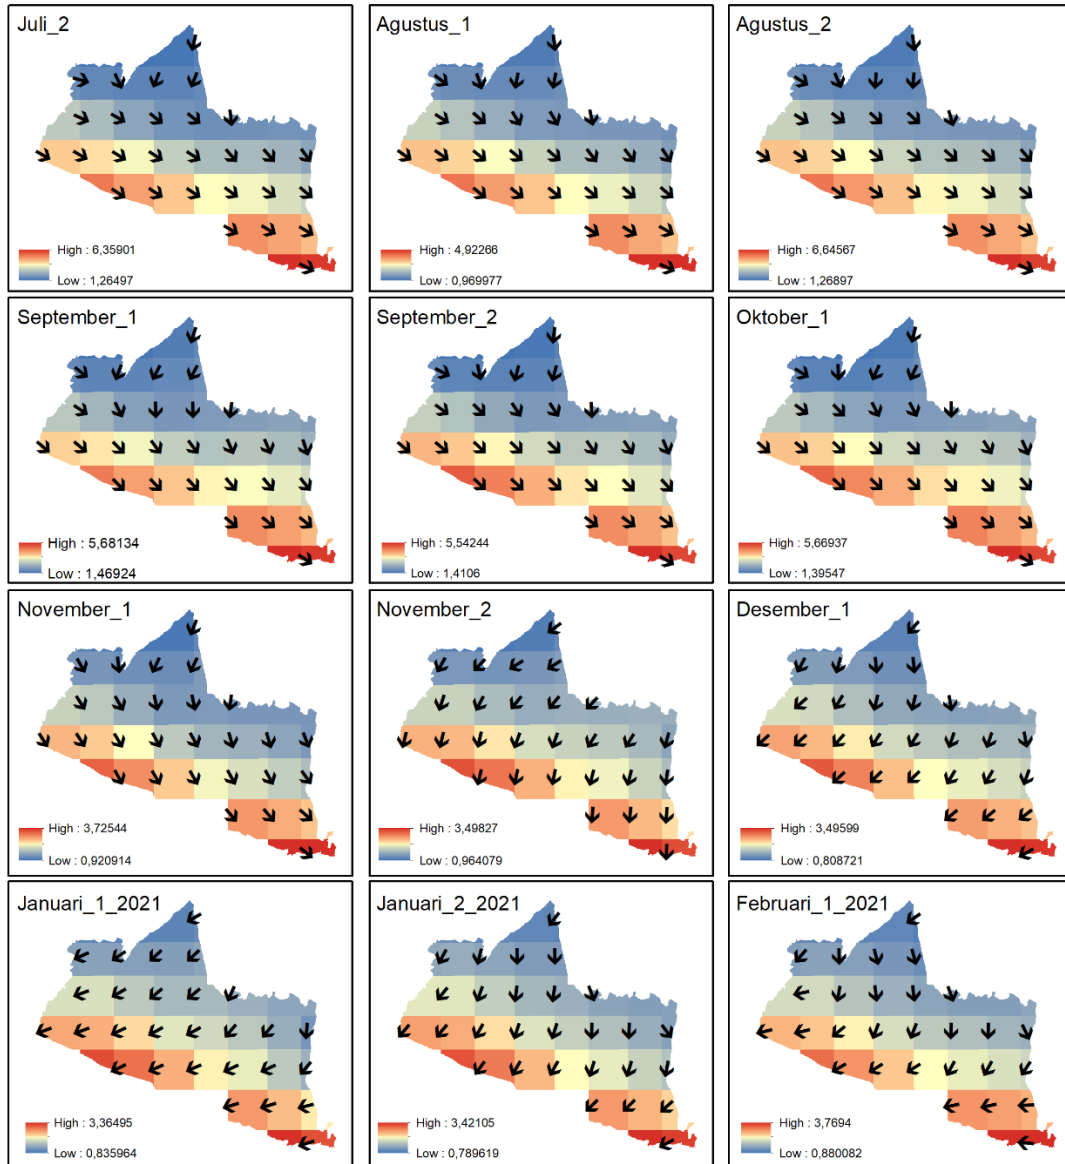 Juli_2
High : 6,35901
Low : 1,26497
Agustus_1
High : 4,92266
Low : 0,969977
Agustus_2
High : 6,64567
Low : 1,26897
September_1
High : 5,68134
Low : 1,46924
September_2
High : 5,54244
Low : 1,4106
Oktober_1
High : 5,66937
Low : 1,39547
November_1
High : 3,72544
Low : 0,920914
November_2
High : 3,49827
Low : 0,964079
Desember_1
High : 3,49599
Low : 0,808721
Januari_1_2021
High : 3,36495
Low : 0,835964
Januari_2_2021
High : 3,42105
Low : 0,789619
Februari_1_2021
High : 3,7694
Low : 0,880082